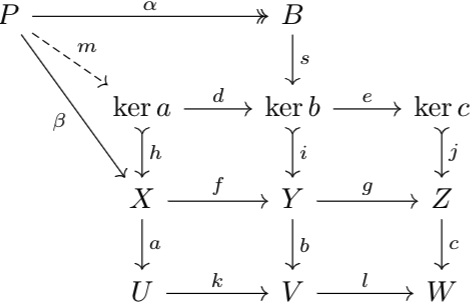 P α B
m s
ker a d ker b e ker c
β h i j
X f Y g Z
a b c
U k V l W